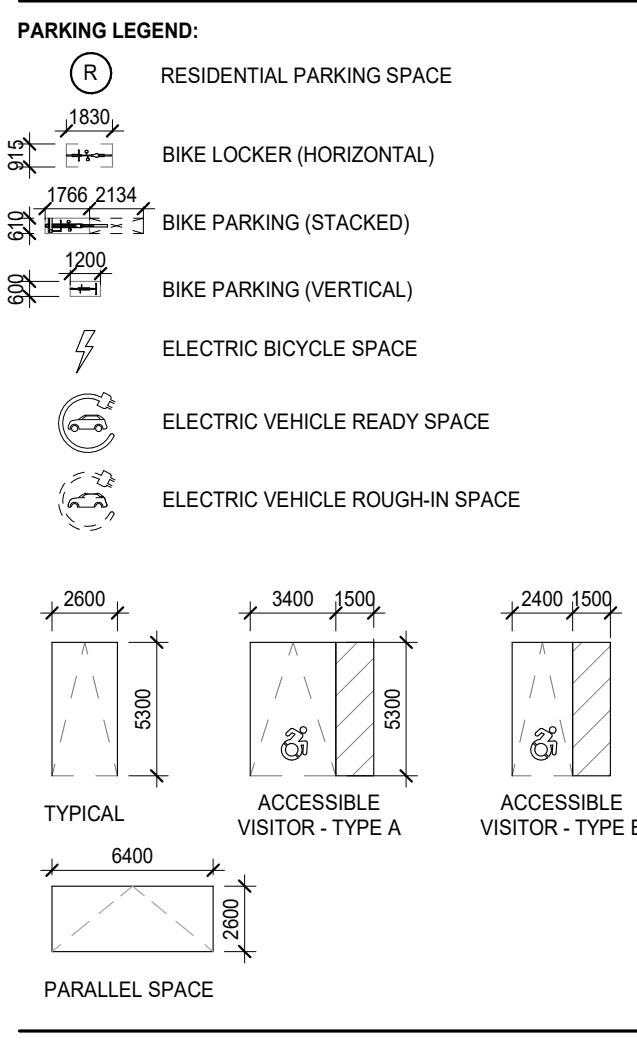 PARKING LEGEND:
R RESIDENTIAL PARKING SPACE
1830
915 BIKE LOCKER (HORIZONTAL)
1766 2134
610 BIKE PARKING (STACKED)
1200
600 BIKE PARKING (VERTICAL)
ELECTRIC BICYCLE SPACE
ELECTRIC VEHICLE READY SPACE
ELECTRIC VEHICLE ROUGH-IN SPACE
2600
5300
TYPICAL
3400 1500
5300
ACCESSIBLE
VISITOR - TYPE A
2400 1500
ACCESSIBLE
VISITOR - TYPE
6400
2600
PARALLEL SPACE